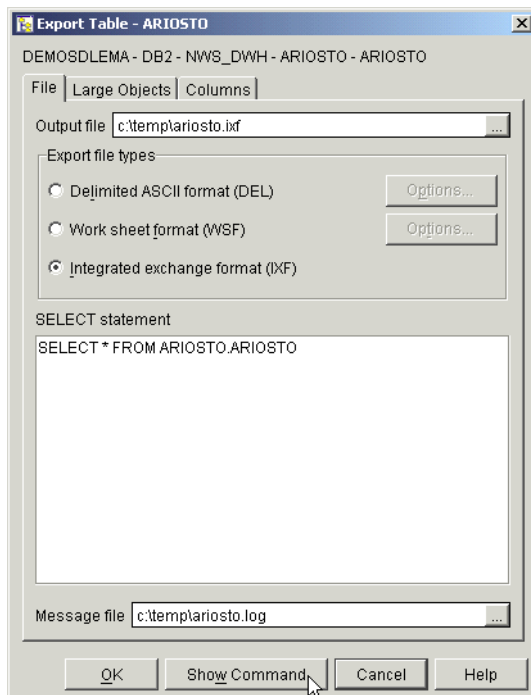 Export Table - ARIOSTO
DEMOSDLEMA - DB2 - NWS_DWH - ARIOSTO - ARIOSTO
File Large Objects Columns
Output file c:\temp\ariosto.ixf ...
Export file types
Delimited ASCII format (DEL) Options...
Work sheet format (WSF) Options...
Integrated exchange format (IXF)
SELECT statement
SELECT * FROM ARIOSTO.ARIOSTO
Message file c:\temp\ariosto.log ...
OK Show Command Cancel Help